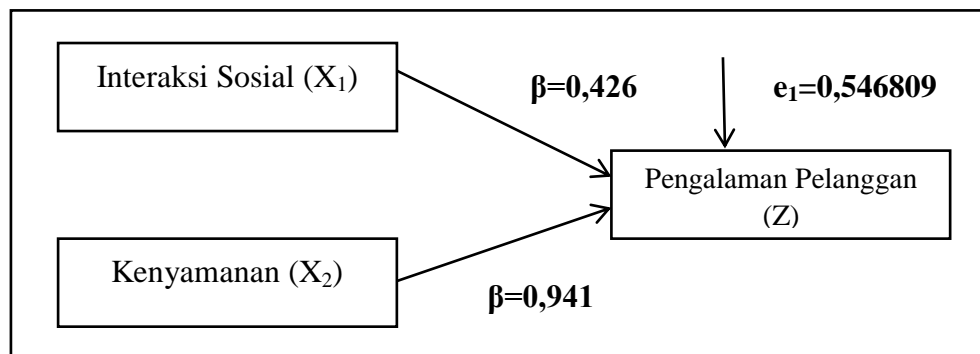 Interaksi Sosial (X₁)
β=0,426
e₁=0,546809
Pengalaman Pelanggan
(Z)
Kenyamanan (X₂)
β=0,941